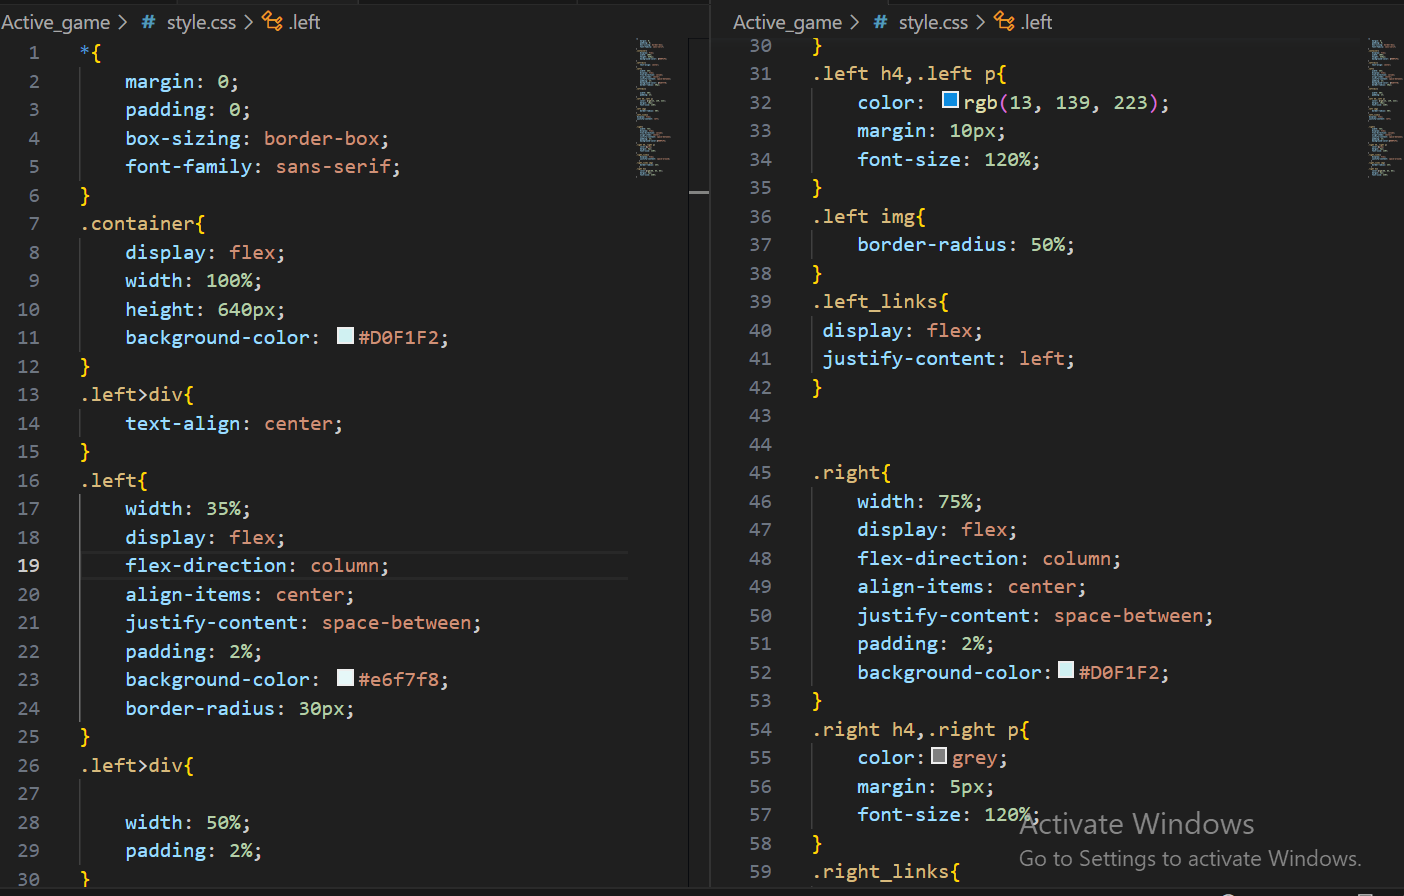 Active_game > # style.css > .left
1 *{
2 margin: 0;
3 padding: 0;
4 box-sizing: border-box;
5 font-family: sans-serif;
6 }
7 .container{
8 display: flex;
9 width: 100%;
10 height: 640px;
11 background-color: #D0F1F2;
12 }
13 .left>div{
14 text-align: center;
15 }
16 .left{
17 width: 35%;
18 display: flex;
19 flex-direction: column;
20 align-items: center;
21 justify-content: space-between;
22 padding: 2%;
23 background-color: #e6f7f8;
24 border-radius: 30px;
25 }
26 .left>div{
27
28 width: 50%;
29 padding: 2%;
30 }
Active_game > # style.css > .left
30 }
31 .left h4,.left p{
32 color: rgb(13, 139, 223);
33 margin: 10px;
34 font-size: 120%;
35 }
36 .left img{
37 border-radius: 50%;
38 }
39 .left_links{
40 display: flex;
41 justify-content: left;
42 }
43
44
45 .right{
46 width: 75%;
47 display: flex;
48 flex-direction: column;
49 align-items: center;
50 justify-content: space-between;
51 padding: 2%;
52 background-color: #D0F1F2;
53 }
54 .right h4,.right p{
55 color: grey;
56 margin: 5px;
57 font-size: 120%;
58 }
59 .right_links{
Activate Windows
Go to Settings to activate Windows.